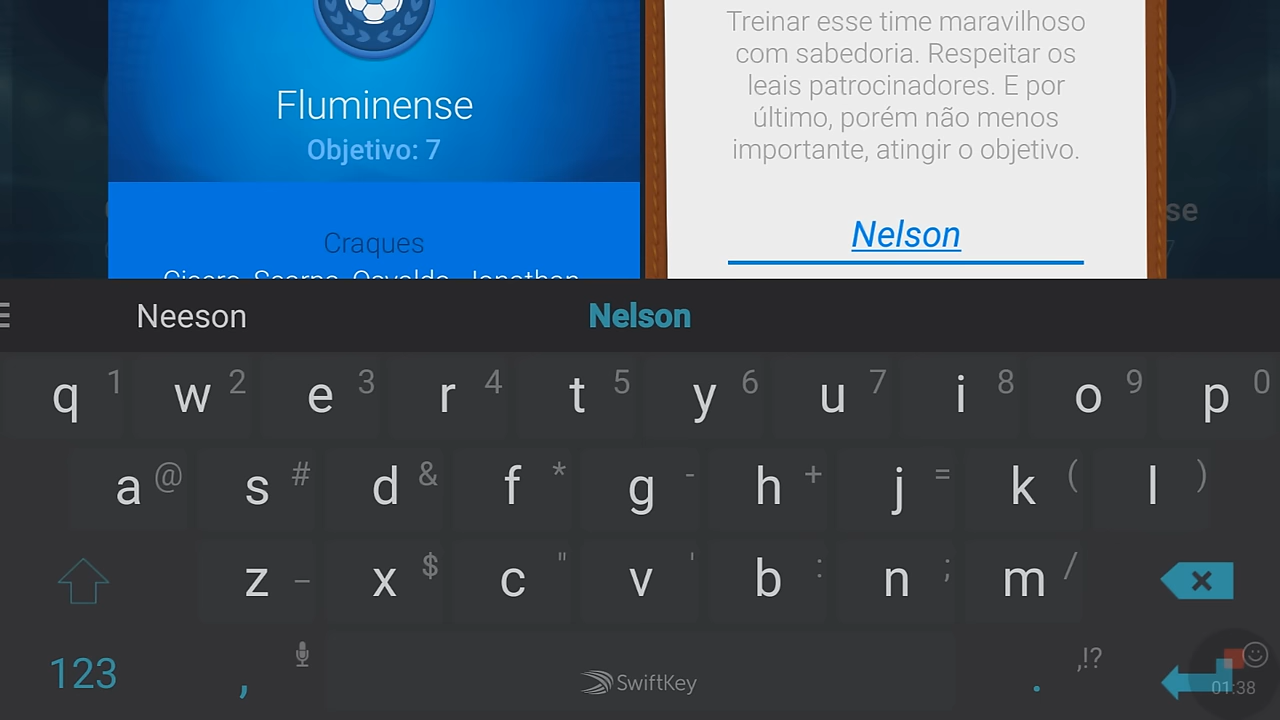 Fluminense
Objetivo: 7
Craques
Treinar esse time maravilhoso
com sabedoria. Respeitar os
leais patrocinadores. E por
último, porém não menos
importante, atingir o objetivo.
Nelson
se
7
Neeson Nelson
q 1 w 2 e 3 r 4 t 5 y 6 u 7 i 8 o 9 p 0
a @ s # d & f * g - h + j = k ( l )
z _ x $ c " v ' b : n ; m /
123 , SwiftKey . ,!?
01:38